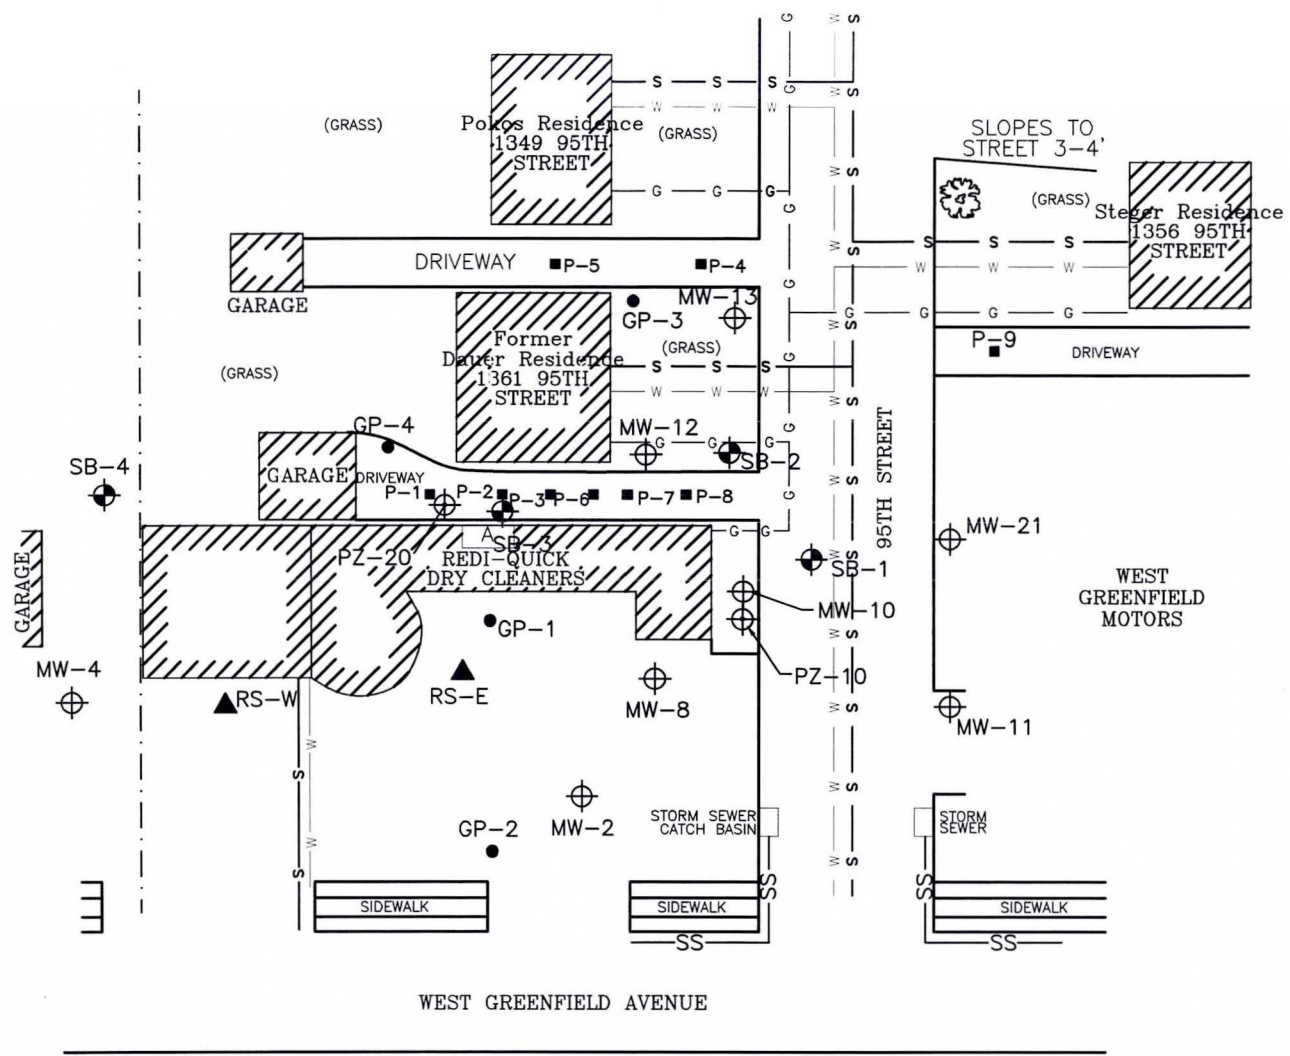 G
W
S
S
S
S
W
W
W
G
W
S
(GRASS)
Pokos Residence
1349 95TH
STREET
(GRASS)
SLOPES TO
STREET 3-4'
G
G
G
W
S
(GRASS)
Steger Residence
1356 95TH
STREET
G
W
S
S
S
S
W
W
W
DRIVEWAY
P-5
P-4
GARAGE
G
MW-13
GP-3
G
G
G
G
W
S
P-9
DRIVEWAY
Former
Dauer Residence
1361 95TH
STREET
(GRASS)
S
S
S
W
W
W
G
(GRASS)
W
S
GP-4
MW-12
G
G
G
G
SB-2
95TH STREET
SB-4
GARAGE
DRIVEWAY
P-1
P-2
P-3
P-6
P-7
P-8
G
W
S
A
SB-3
G
G
PZ-20
REDI-QUICK
DRY CLEANERS
MW-21
W
S
SB-1
GARAGE
WEST
GREENFIELD
MOTORS
MW-10
GP-1
W
S
MW-4
PZ-10
RS-W
RS-E
MW-8
W
S
MW-11
W
S
W
S
STORM SEWER
CATCH BASIN
STORM
SEWER
GP-2
MW-2
W
S
W
S
SS
SS
SIDEWALK
SIDEWALK
SIDEWALK
SS
SS
WEST GREENFIELD AVENUE